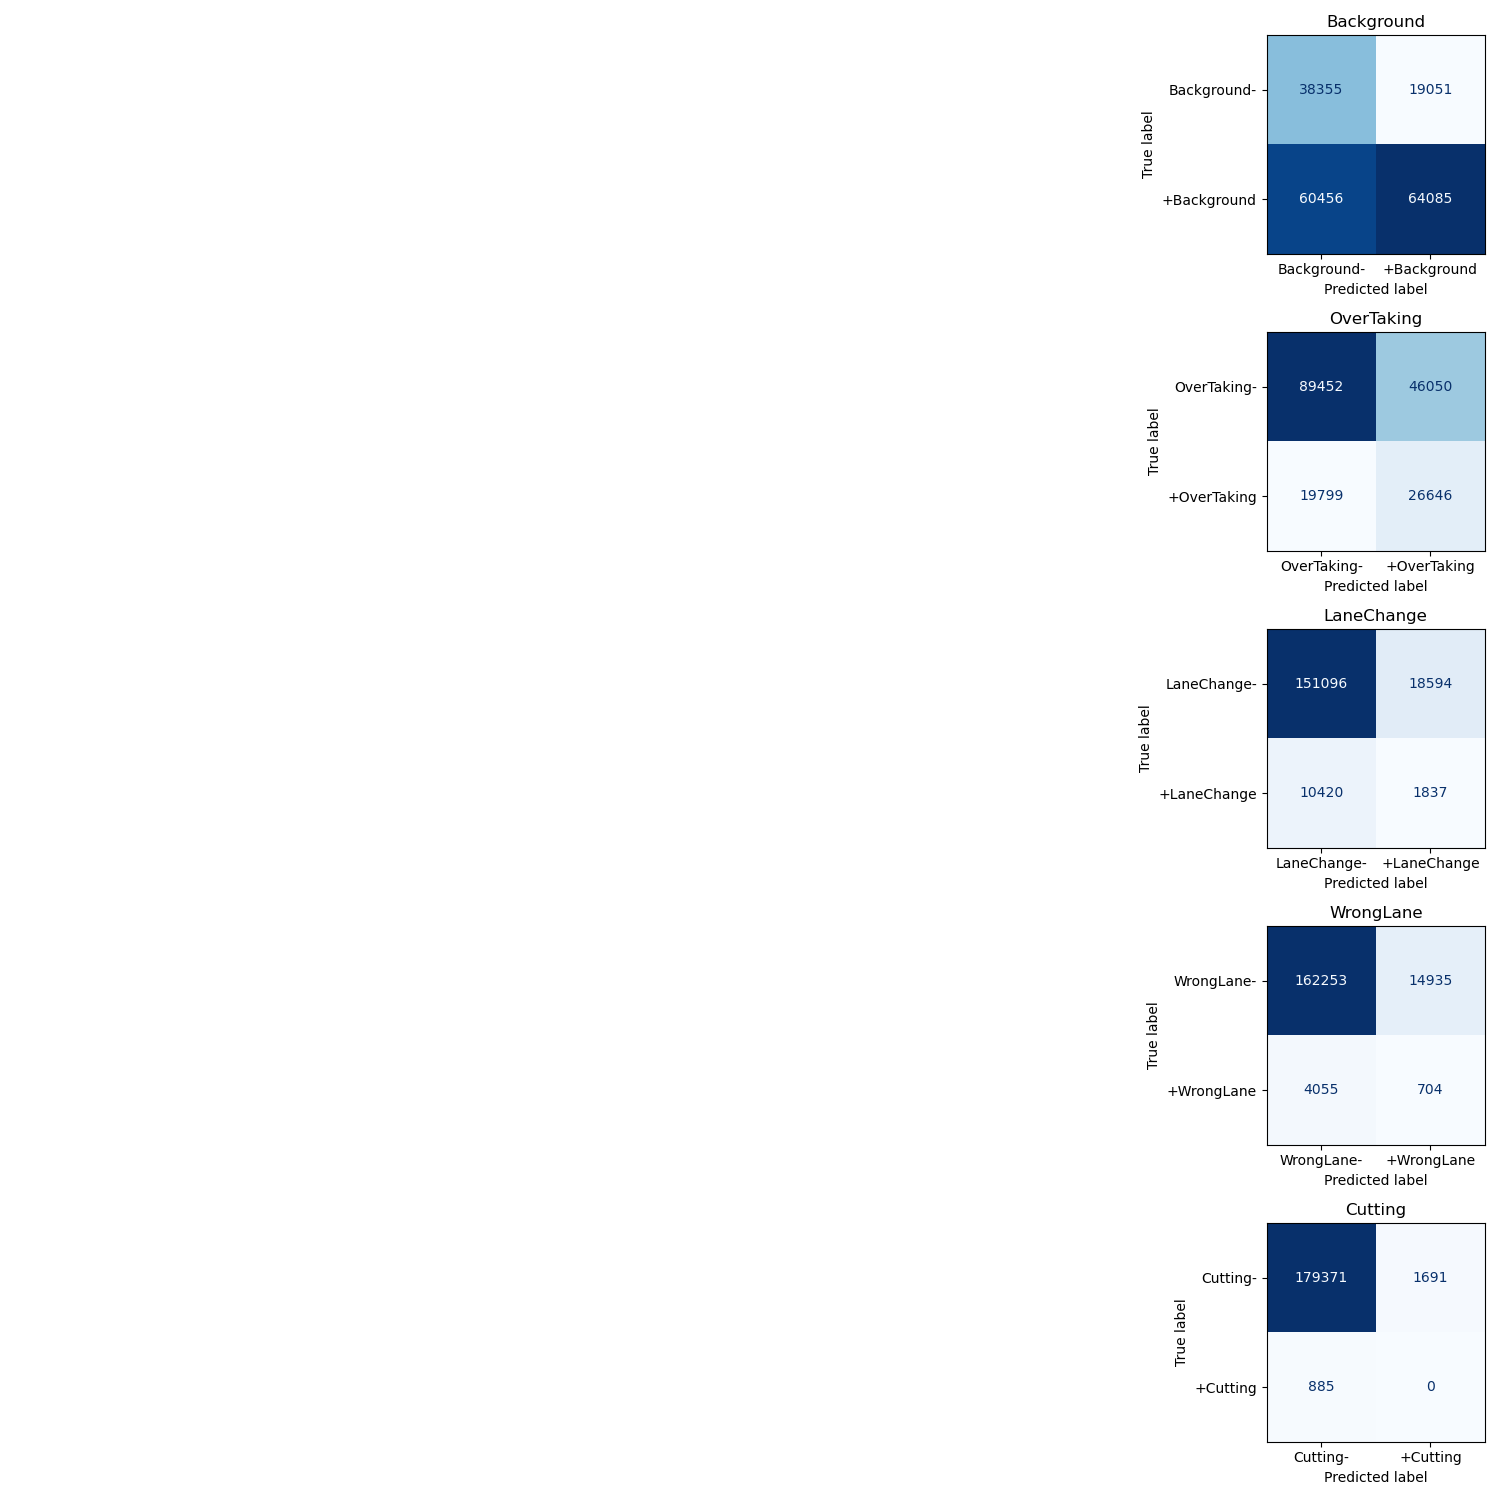 Background
Background-
38355
19051
True label
+Background
60456
64085
Background-
+Background
Predicted label
OverTaking
OverTaking-
89452
46050
True label
+OverTaking
19799
26646
OverTaking-
+OverTaking
Predicted label
LaneChange
LaneChange-
151096
18594
True label
+LaneChange
10420
1837
LaneChange-
+LaneChange
Predicted label
WrongLane
WrongLane-
162253
14935
True label
+WrongLane
4055
704
WrongLane-
+WrongLane
Predicted label
Cutting
Cutting-
179371
1691
True label
+Cutting
885
0
Cutting-
+Cutting
Predicted label